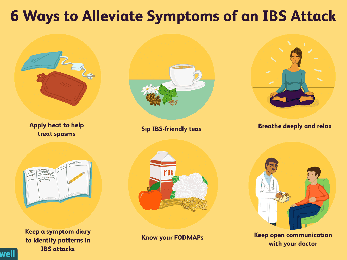 6 Ways to Alleviate Symptoms of an IBS Attack
Apply heat to help
treat spasms
Sip IBS-friendly teas
Breathe deeply and relax
Keep a symptom diary
to identify patterns in
IBS attacks
Know your FODMAPs
Keep open communication
with your doctor
well